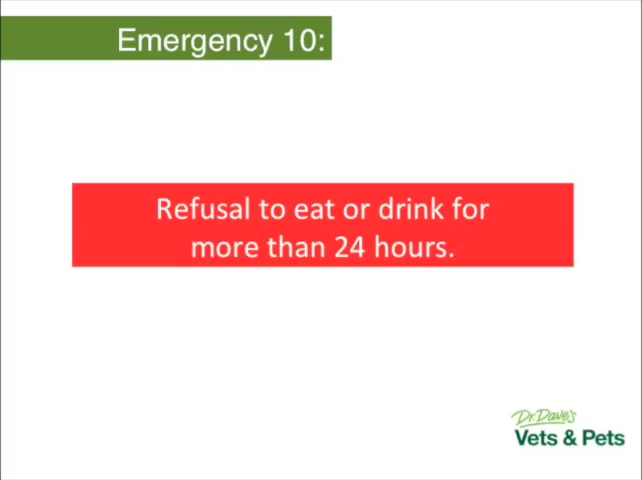 Emergency 10:
Refusal to eat or drink for
more than 24 hours.
Dr. Dave's
Vets & Pets